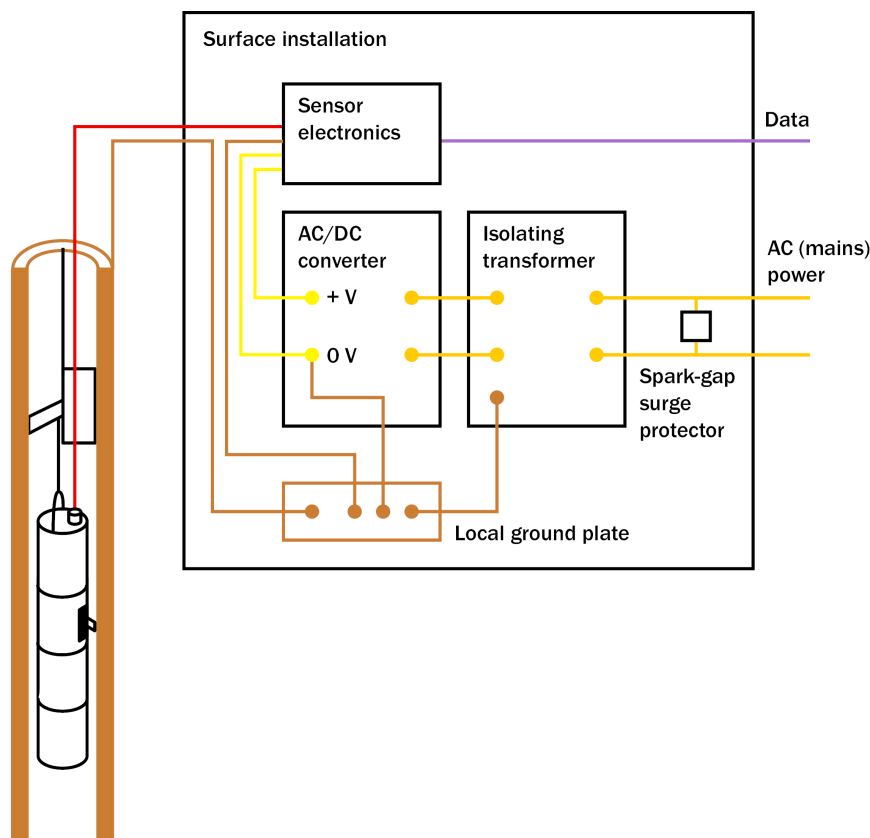 Surface installation
Sensor
electronics
Data
AC/DC
converter
Isolating
transformer
AC (mains)
power
+ V
0 V
Spark-gap
surge
protector
Local ground plate